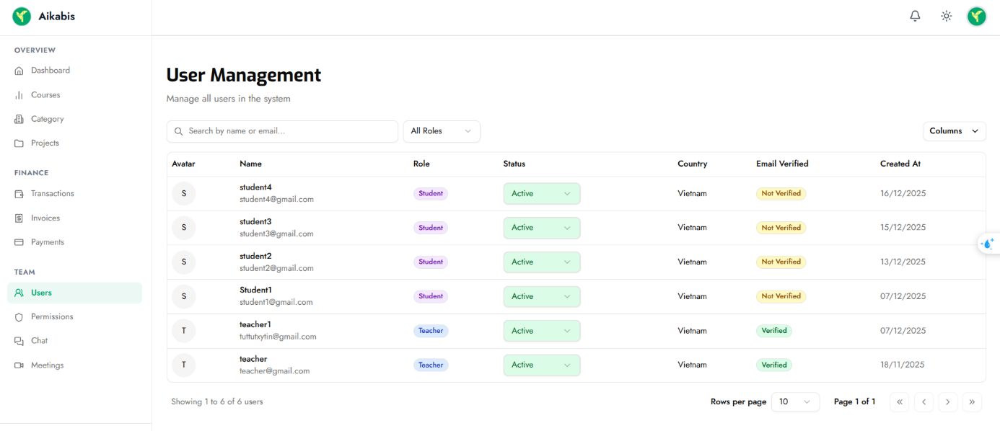 Aikabis
OVERVIEW
Dashboard
Courses
Category
Projects
FINANCE
Transactions
Invoices
Payments
TEAM
Users
Permissions
Chat
Meetings
User Management
Manage all users in the system
Search by name or email...
All Roles
Columns
Avatar Name Role Status Country Email Verified Created At
S student4 Student Active Vietnam Not Verified 16/12/2025
student4@gmail.com
S student3 Student Active Vietnam Not Verified 15/12/2025
student3@gmail.com
S student2 Student Active Vietnam Not Verified 13/12/2025
student2@gmail.com
S Student1 Student Active Vietnam Not Verified 07/12/2025
student1@gmail.com
T teacher1 Teacher Active Vietnam Verified 07/12/2025
tuttutxytin@gmail.com
T teacher Teacher Active Vietnam Verified 18/11/2025
teacher@gmail.com
Showing 1 to 6 of 6 users
Rows per page 10 Page 1 of 1